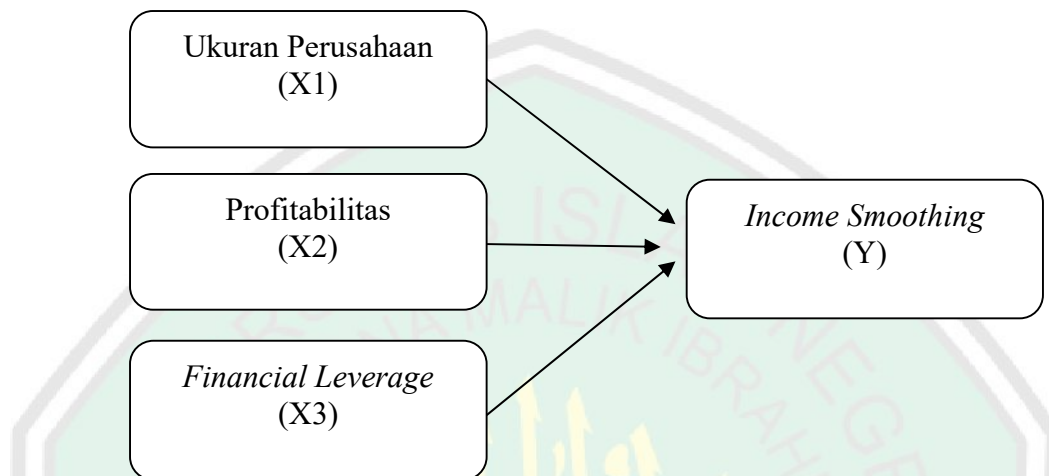 Ukuran Perusahaan
(X1)
Profitabilitas
(X2)
Financial Leverage
(X3)
Income Smoothing
(Y)